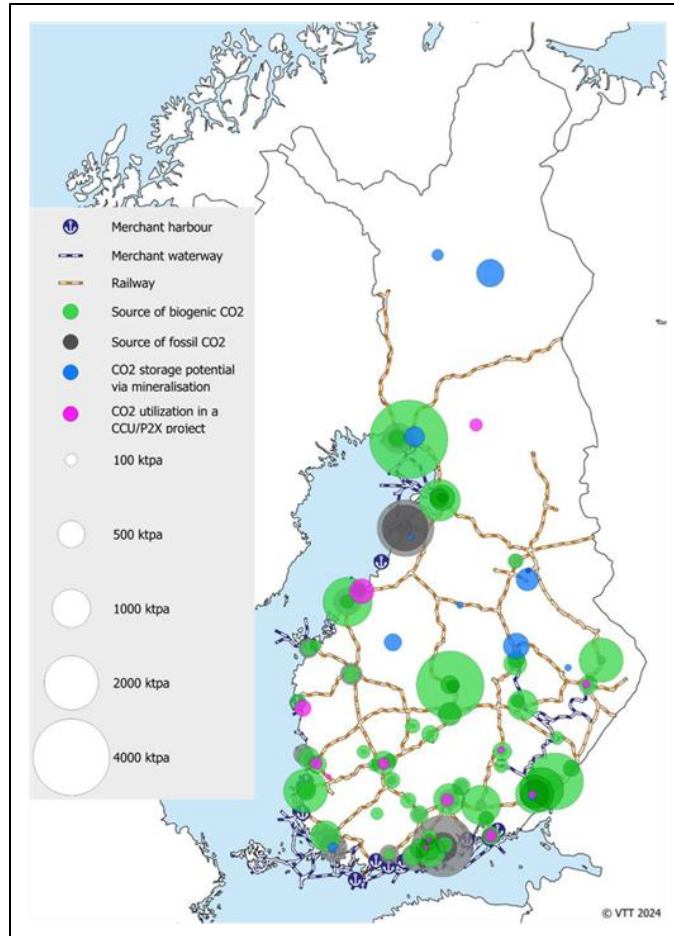 Merchant harbour
Merchant waterway
Railway
Source of biogenic CO2
Source of fossil CO2
CO2 storage potential
via mineralisation
CO2 utilization in a
CCU/P2X project
100 ktpa
500 ktpa
1000 ktpa
2000 ktpa
4000 ktpa
© VTT 2024